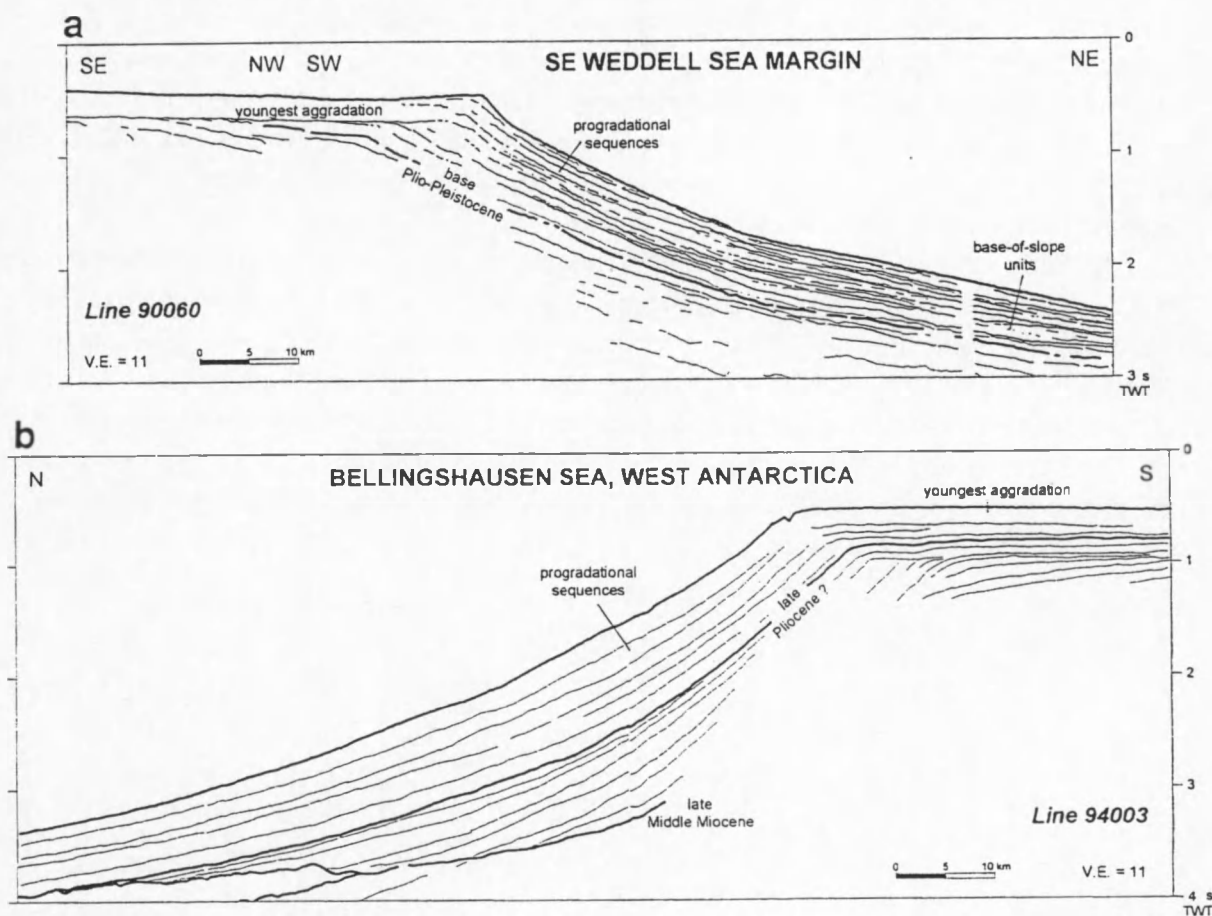 a
SE NW SW SE WEDDELL SEA MARGIN NE
0
youngest aggradation
progradational
sequences
1
base
Plio-Pleistocene
base-of-slope
units
2
Line 90060
V.E. = 11
0 5 10 km
3 s
TWT
b
N BELLINGSHAUSEN SEA, WEST ANTARCTICA S
0
youngest aggradation
1
progradational
sequences
late
Pliocene ?
2
3
late
Middle Miocene
Line 94003
0 5 10 km
V.E. = 11
4 s
TWT